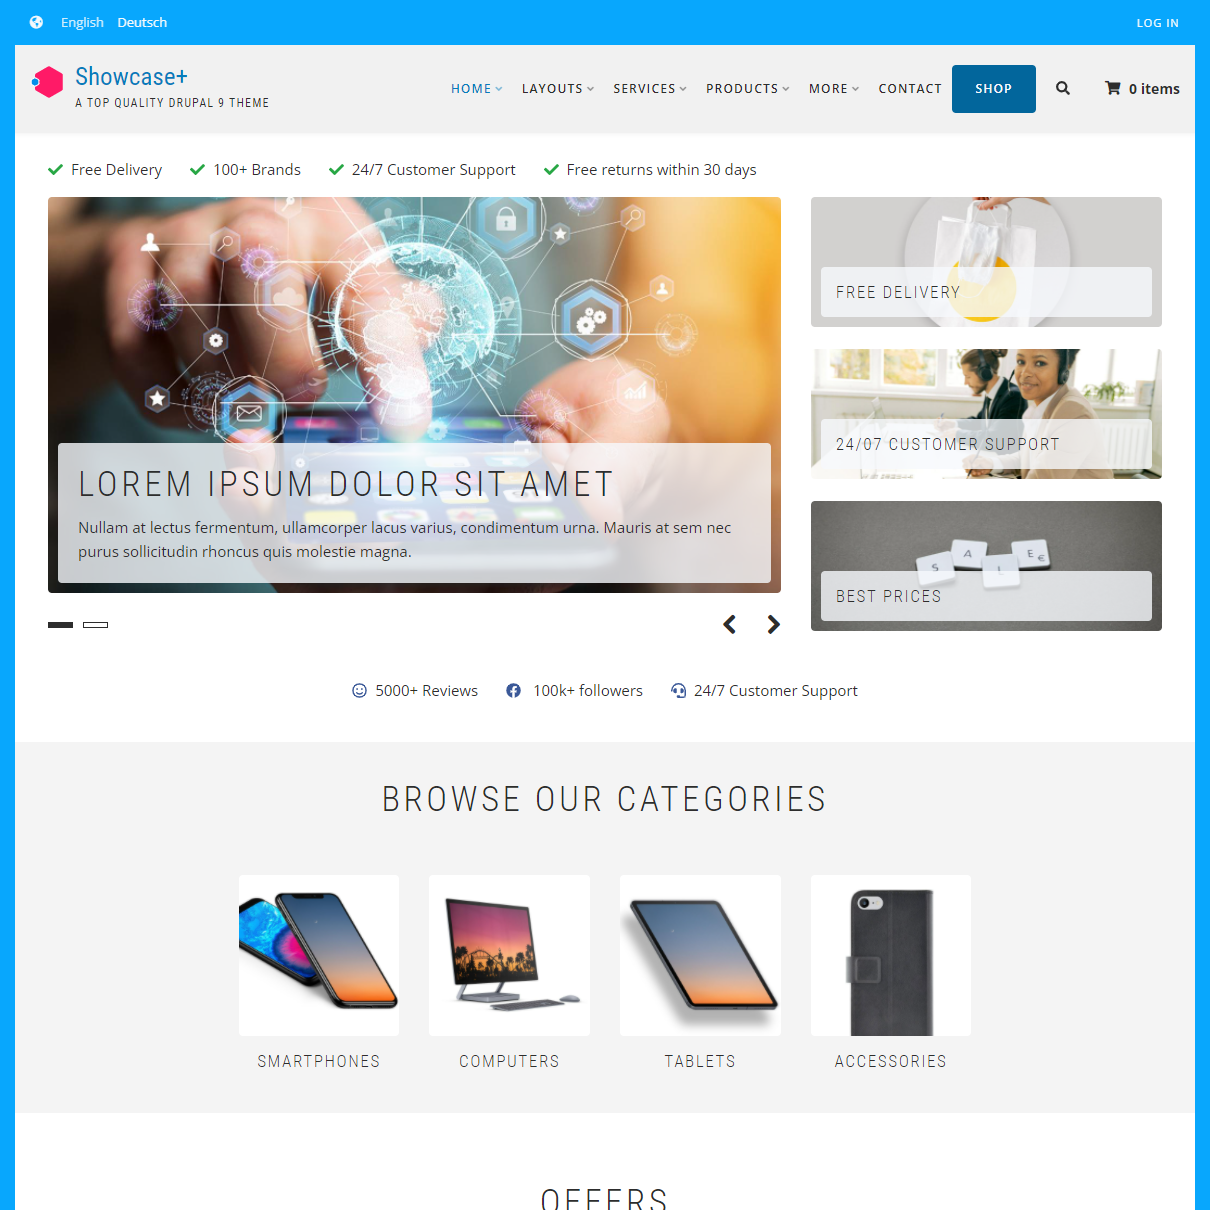 English Deutsch LOG IN
Showcase+
A TOP QUALITY DRUPAL 9 THEME
HOME LAYOUTS SERVICES PRODUCTS MORE CONTACT SHOP 0 items
Free Delivery 100+ Brands 24/7 Customer Support Free returns within 30 days
LOREM IPSUM DOLOR SIT AMET
Nullam at lectus fermentum, ullamcorper lacus varius, condimentum urna. Mauris at sem nec
purus sollicitudin rhoncus quis molestie magna.
FREE DELIVERY
24/07 CUSTOMER SUPPORT
S A L E €
BEST PRICES
5000+ Reviews 100k+ followers 24/7 Customer Support
BROWSE OUR CATEGORIES
SMARTPHONES COMPUTERS TABLETS ACCESSORIES
OFFERS